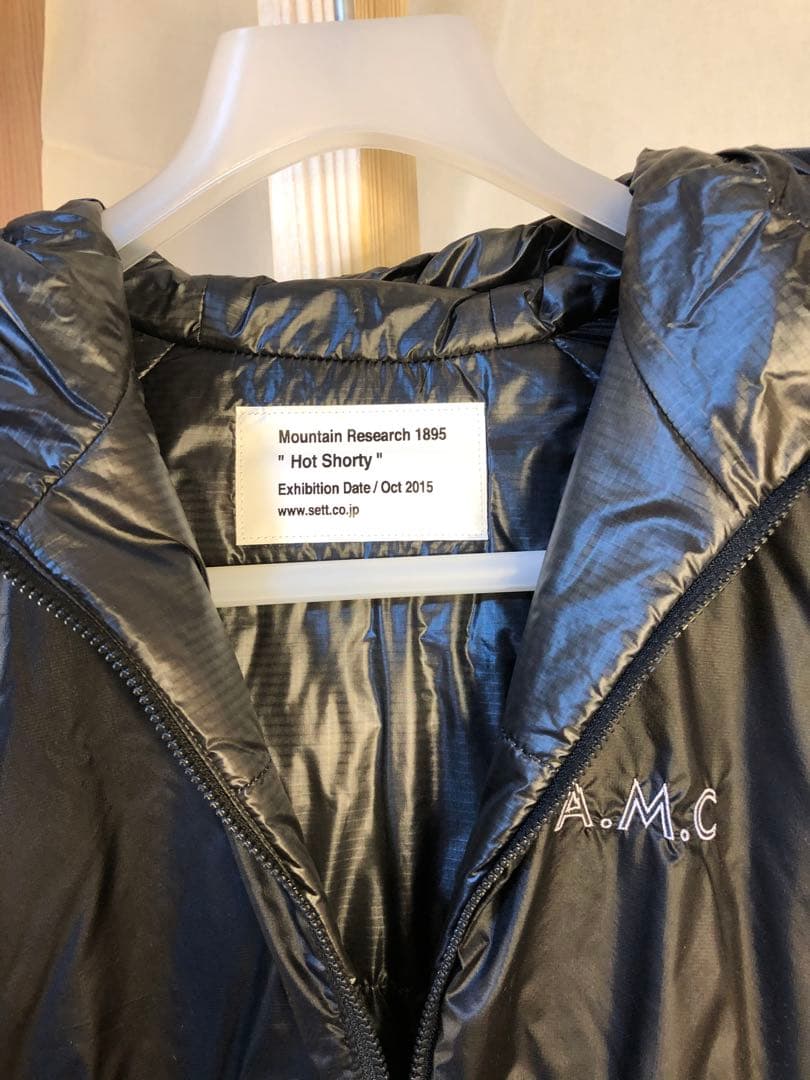 Mountain Research 1895
" Hot Shorty "
Exhibition Date / Oct 2015
www.sett.co.jp
A.M.C